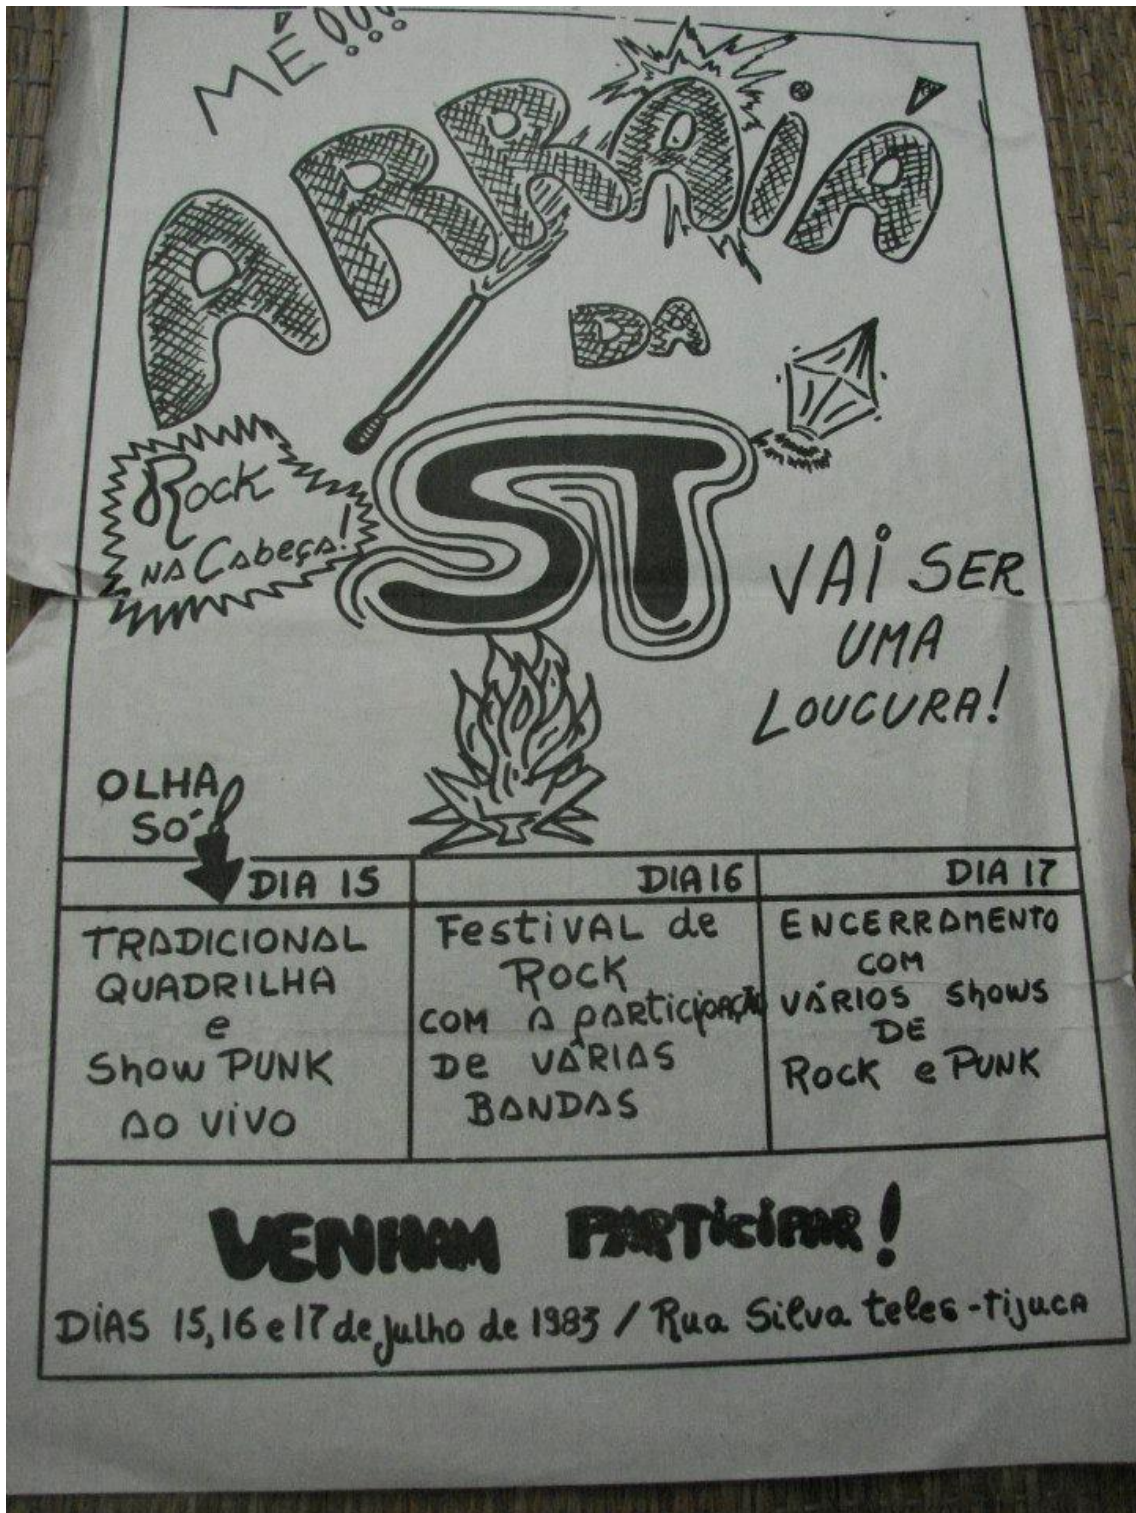 MÉ!!!
ARRAIÁ
DA
ST
Rock
NA Cabeça!
VAI SER
UMA
LOUCURA!
OLHA
SÓ!
DIA 15
TRADICIONAL
QUADRILHA
e
Show PUNK
AO VIVO
DIA 16
FestiVAL de
ROCK
COM A PARTICIPAÇÃO
De VÁRIAS
BANDAS
DIA 17
ENCERRAMENTO
COM
VÁRIOS Shows
DE
ROCK e PUNK
VENHAM PARTICIPAR!
DIAS 15, 16 e 17 de julho de 1983 / Rua Silva teles - tijuca